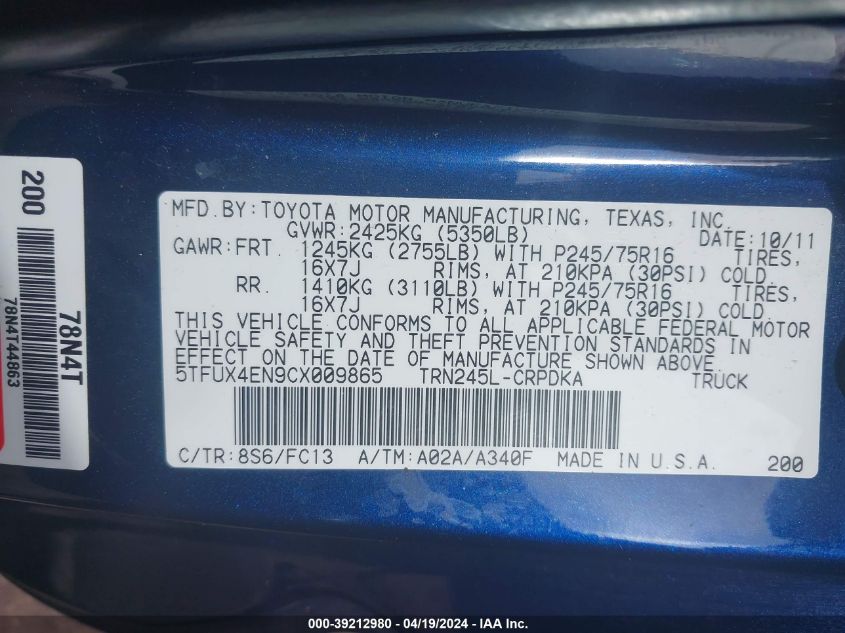 200
78N4T
78N4T44863
MFD.BY:TOYOTA MOTOR MANUFACTURING, TEXAS, INC.
GVWR:2425KG (5350LB) DATE:10/11
GAWR:FRT. 1245KG (2755LB) WITH P245/75R16 TIRES,
16X7J RIMS, AT 210KPA (30PSI) COLD.
RR. 1410KG (3110LB) WITH P245/75R16 TIRES,
16X7J RIMS, AT 210KPA (30PSI) COLD.
THIS VEHICLE CONFORMS TO ALL APPLICABLE FEDERAL MOTOR
VEHICLE SAFETY AND THEFT PREVENTION STANDARDS IN
EFFECT ON THE DATE OF MANUFACTURE SHOWN ABOVE.
5TFUX4EN9CX009865 TRN245L-CRPDKA TRUCK
C/TR:8S6/FC13 A/TM:A02A/A340F MADE IN U.S.A. 200
000-39212980 - 04/19/2024 - IAA Inc.